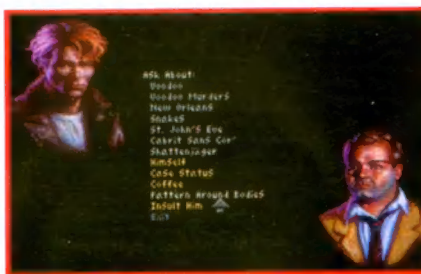 Ask About:
Voodoo
Voodoo Murders
New Orleans
Snakes
St. John's Eve
Cabrit Sans Cor'
Shattenjäger
Himself
Case Status
Coffee
Pattern Around Bodies
Insult Him
Exit